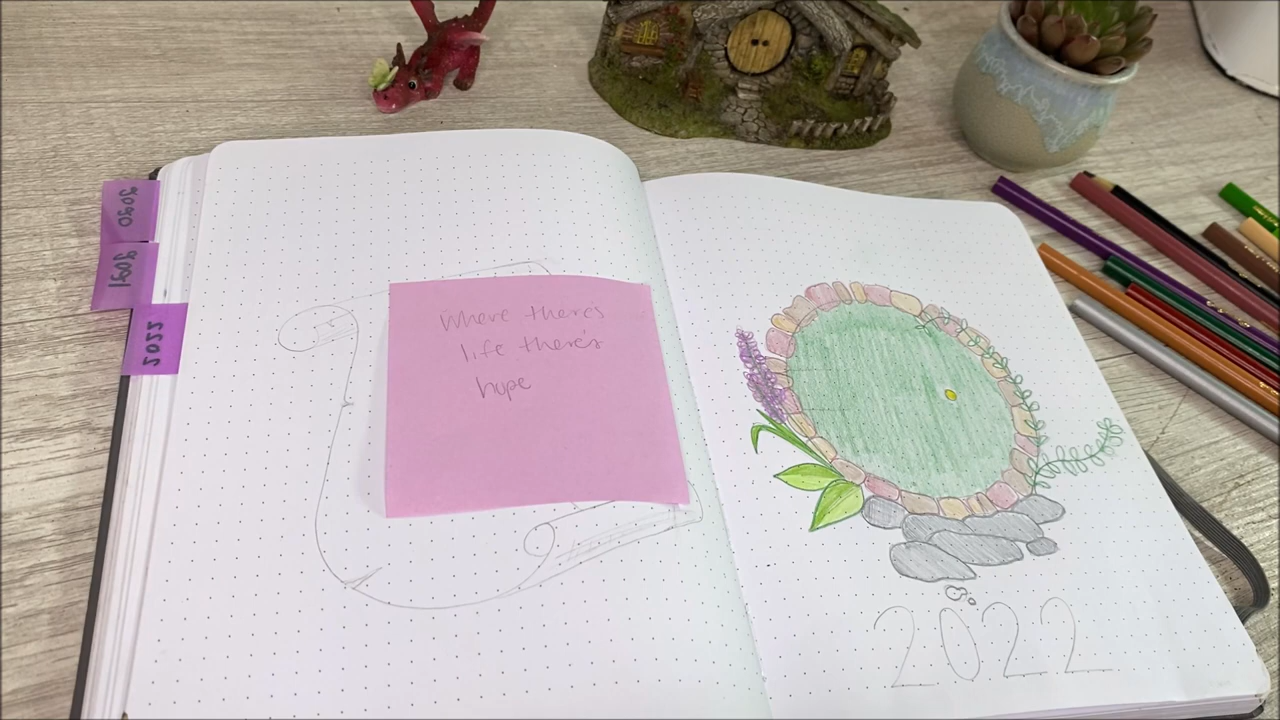 2020
2021
2022
Where there's
life there's
hope
2022